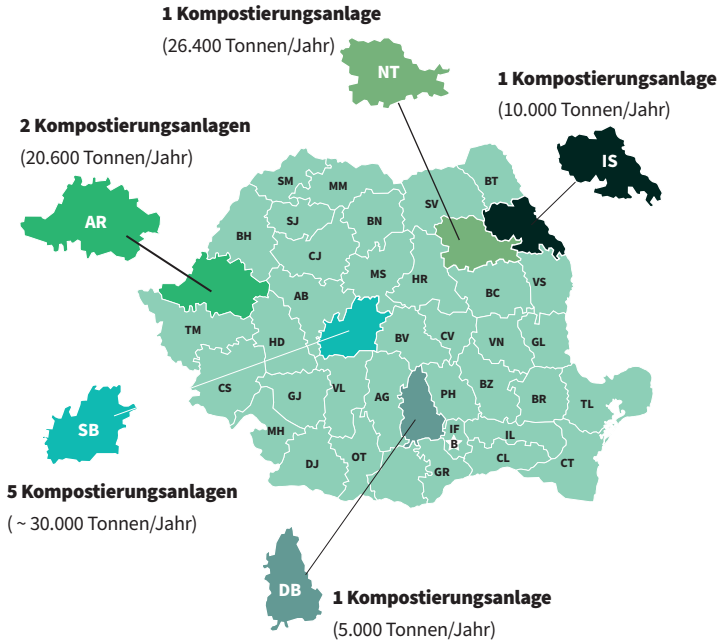 1 Kompostierungsanlage
(26.400 Tonnen/Jahr)
NT
1 Kompostierungsanlage
(10.000 Tonnen/Jahr)
IS
2 Kompostierungsanlagen
(20.600 Tonnen/Jahr)
AR
SM
MM
BT
SV
SJ
BN
BH
CJ
MS
HR
VS
AB
BC
TM
HD
BV
CV
VN
GL
CS
GJ
VL
AG
PH
BZ
BR
TL
MH
IF
B
IL
DJ
OT
GR
CL
CT
SB
5 Kompostierungsanlagen
( ~ 30.000 Tonnen/Jahr)
DB
1 Kompostierungsanlage
(5.000 Tonnen/Jahr)